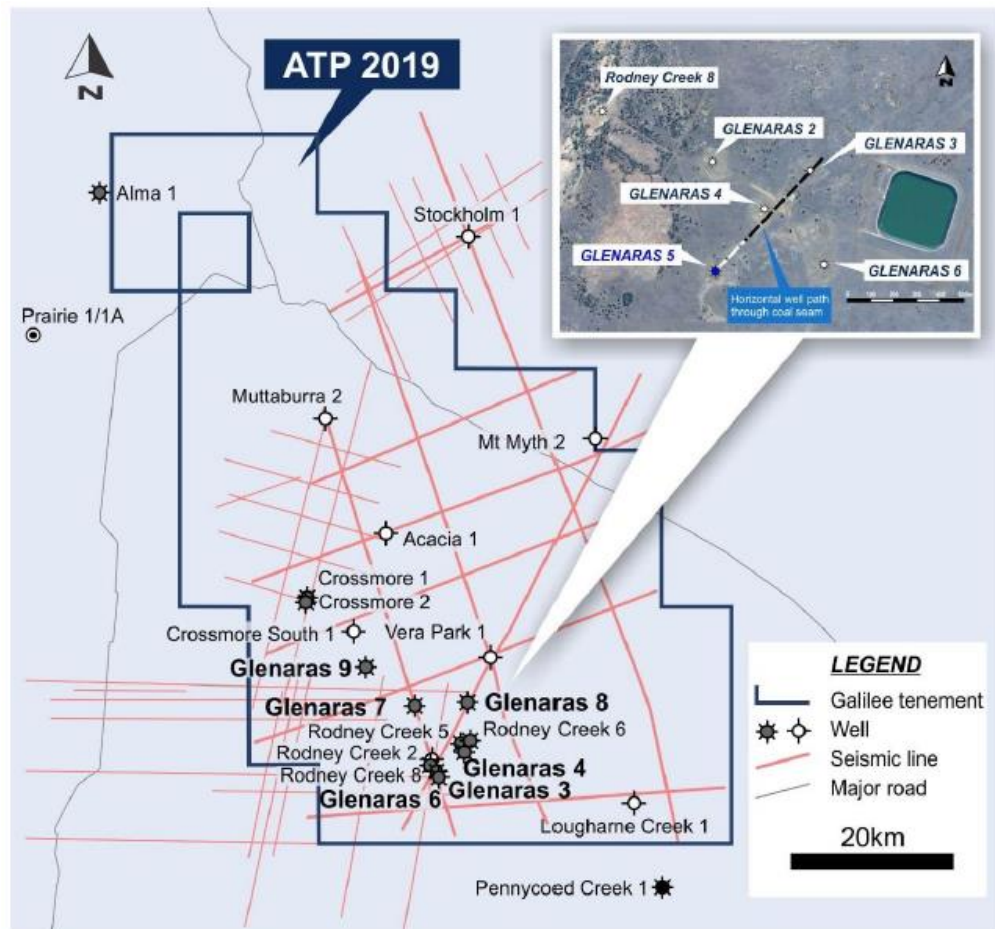 ATP 2019
N
Alma 1
Prairie 1/1A
Stockholm 1
Muttaburra 2
Mt Myth 2
Acacia 1
Crossmore 1
Crossmore 2
Crossmore South 1
Vera Park 1
Glenaras 9
Glenaras 7
Glenaras 8
Rodney Creek 5
Rodney Creek 6
Rodney Creek 2
Glenaras 4
Rodney Creek 8
Glenaras 3
Glenaras 6
Lougharne Creek 1
Pennycoed Creek 1
N
Rodney Creek 8
GLENARAS 2
GLENARAS 3
GLENARAS 4
GLENARAS 5
GLENARAS 6
Horizontal well path
through coal seam
LEGEND
Galilee tenement
Well
Seismic line
Major road
20km